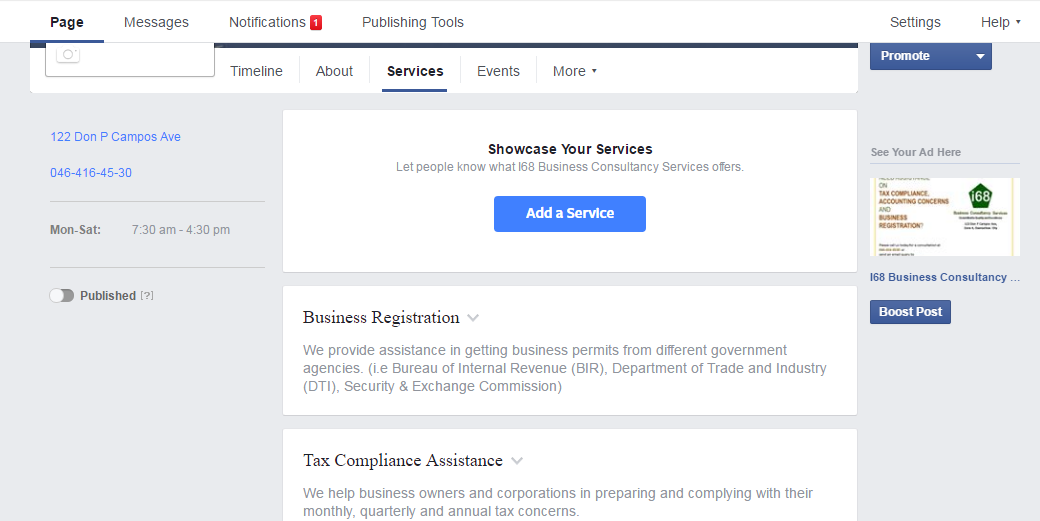 Page
Messages
Notifications 1
Publishing Tools
Settings
Help
Timeline
About
Services
Events
More
Promote
122 Don P Campos Ave
046-416-45-30
Mon-Sat: 7:30 am - 4:30 pm
Published [?]
Showcase Your Services
Let people know what I68 Business Consultancy Services offers.
Add a Service
Business Registration
We provide assistance in getting business permits from different government
agencies. (i.e Bureau of Internal Revenue (BIR), Department of Trade and Industry
(DTI), Security & Exchange Commission)
Tax Compliance Assistance
We help business owners and corporations in preparing and complying with their
monthly, quarterly and annual tax concerns.
See Your Ad Here
ON
TAX COMPLIANCE,
ACCOUNTING CONCERNS
AND
BUSINESS
REGISTRATION?
i68
Business Consultancy Services
I68 Business Consultancy ...
Boost Post